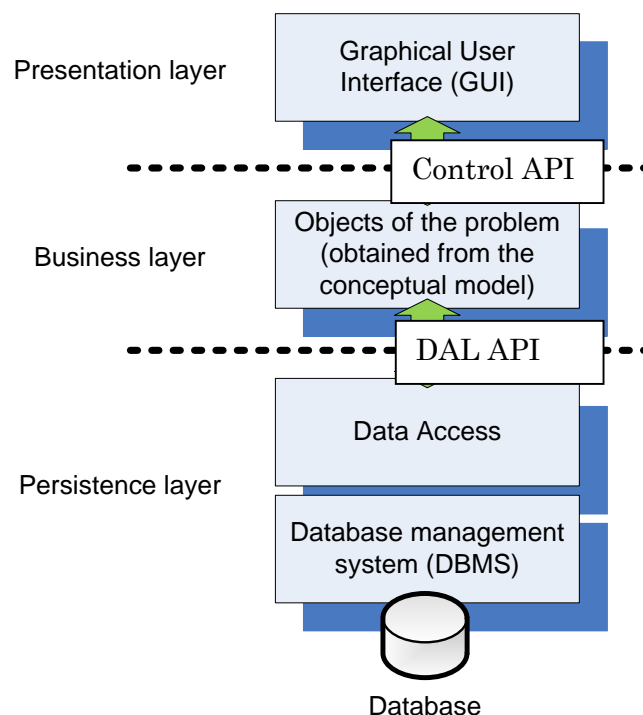 Presentation layer
Graphical User
Interface (GUI)
Control API
Business layer
Objects of the problem
(obtained from the
conceptual model)
DAL API
Persistence layer
Data Access
Database management
system (DBMS)
Database